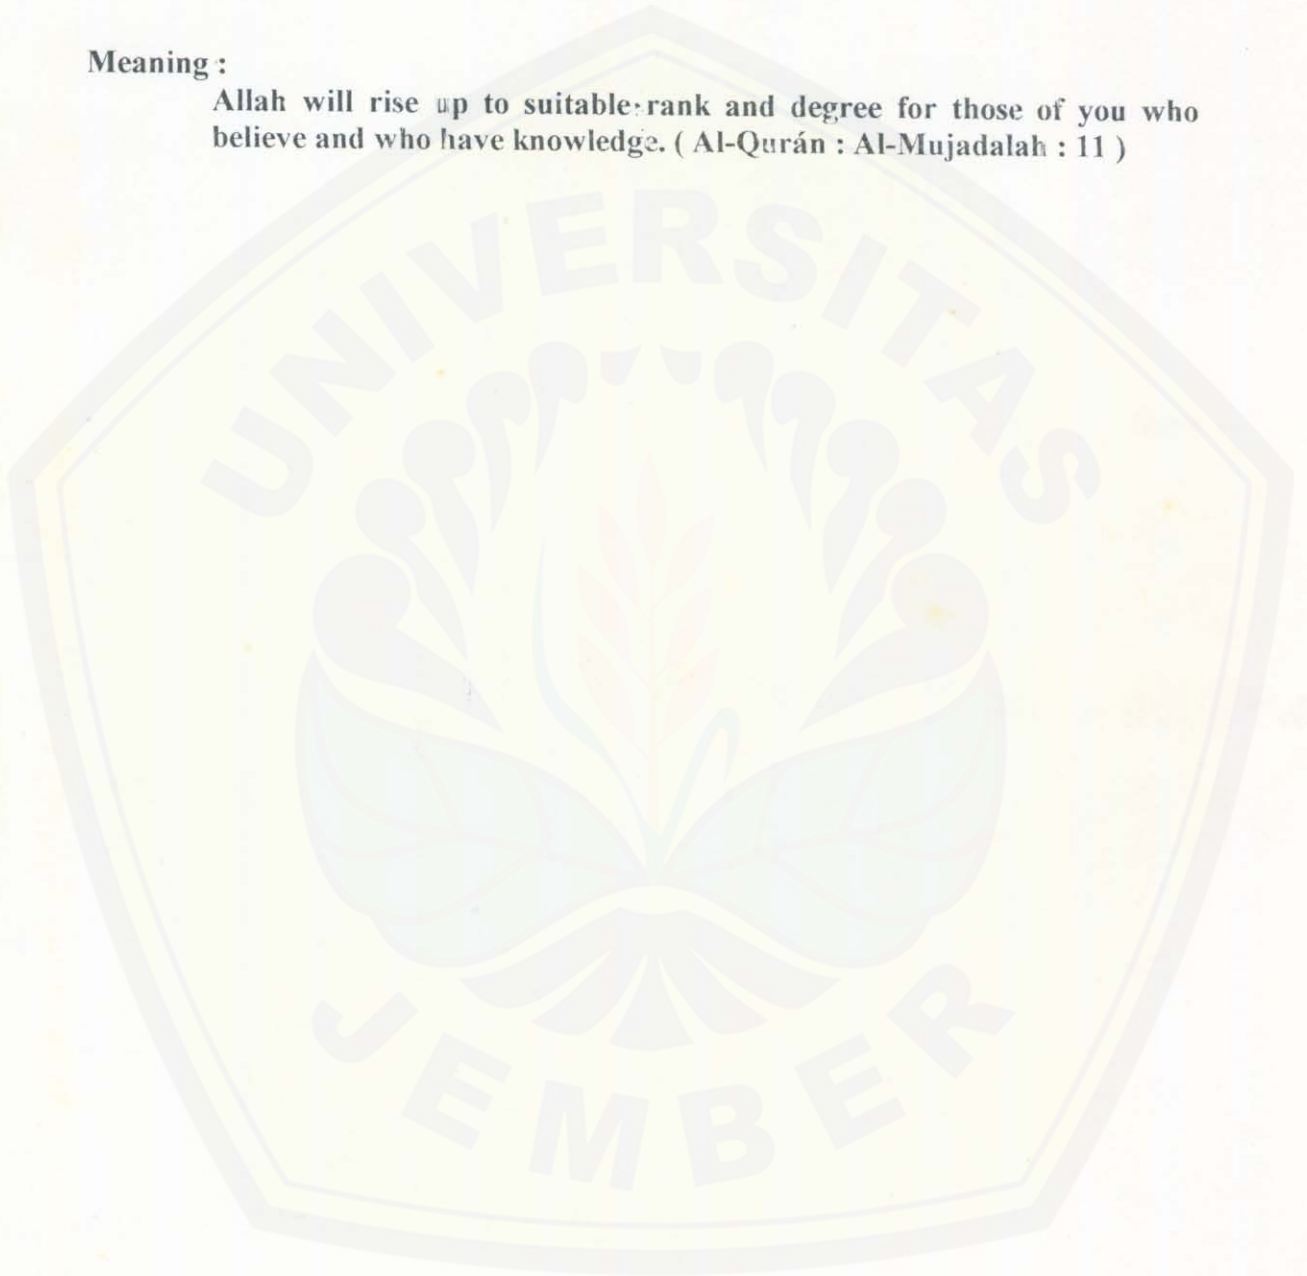 Meaning :
Allah will rise up to suitable rank and degree for those of you who
believe and who have knowledge. ( Al-Qurán : Al-Mujadalah : 11 )
UNIVERSITAS
JEMBER